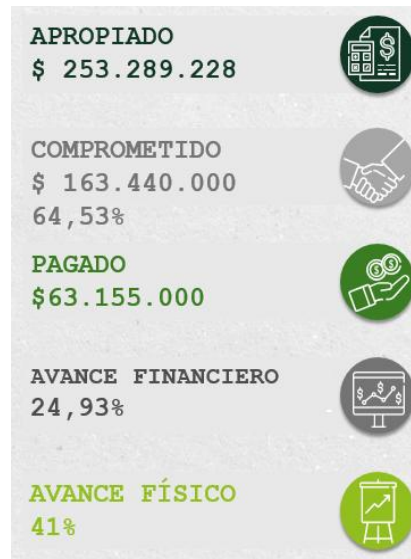 APROPIADO
$ 253.289.228
COMPROMETIDO
$ 163.440.000
64,53%
PAGADO
$63.155.000
AVANCE FINANCIERO
24,93%
AVANCE FÍSICO
41%